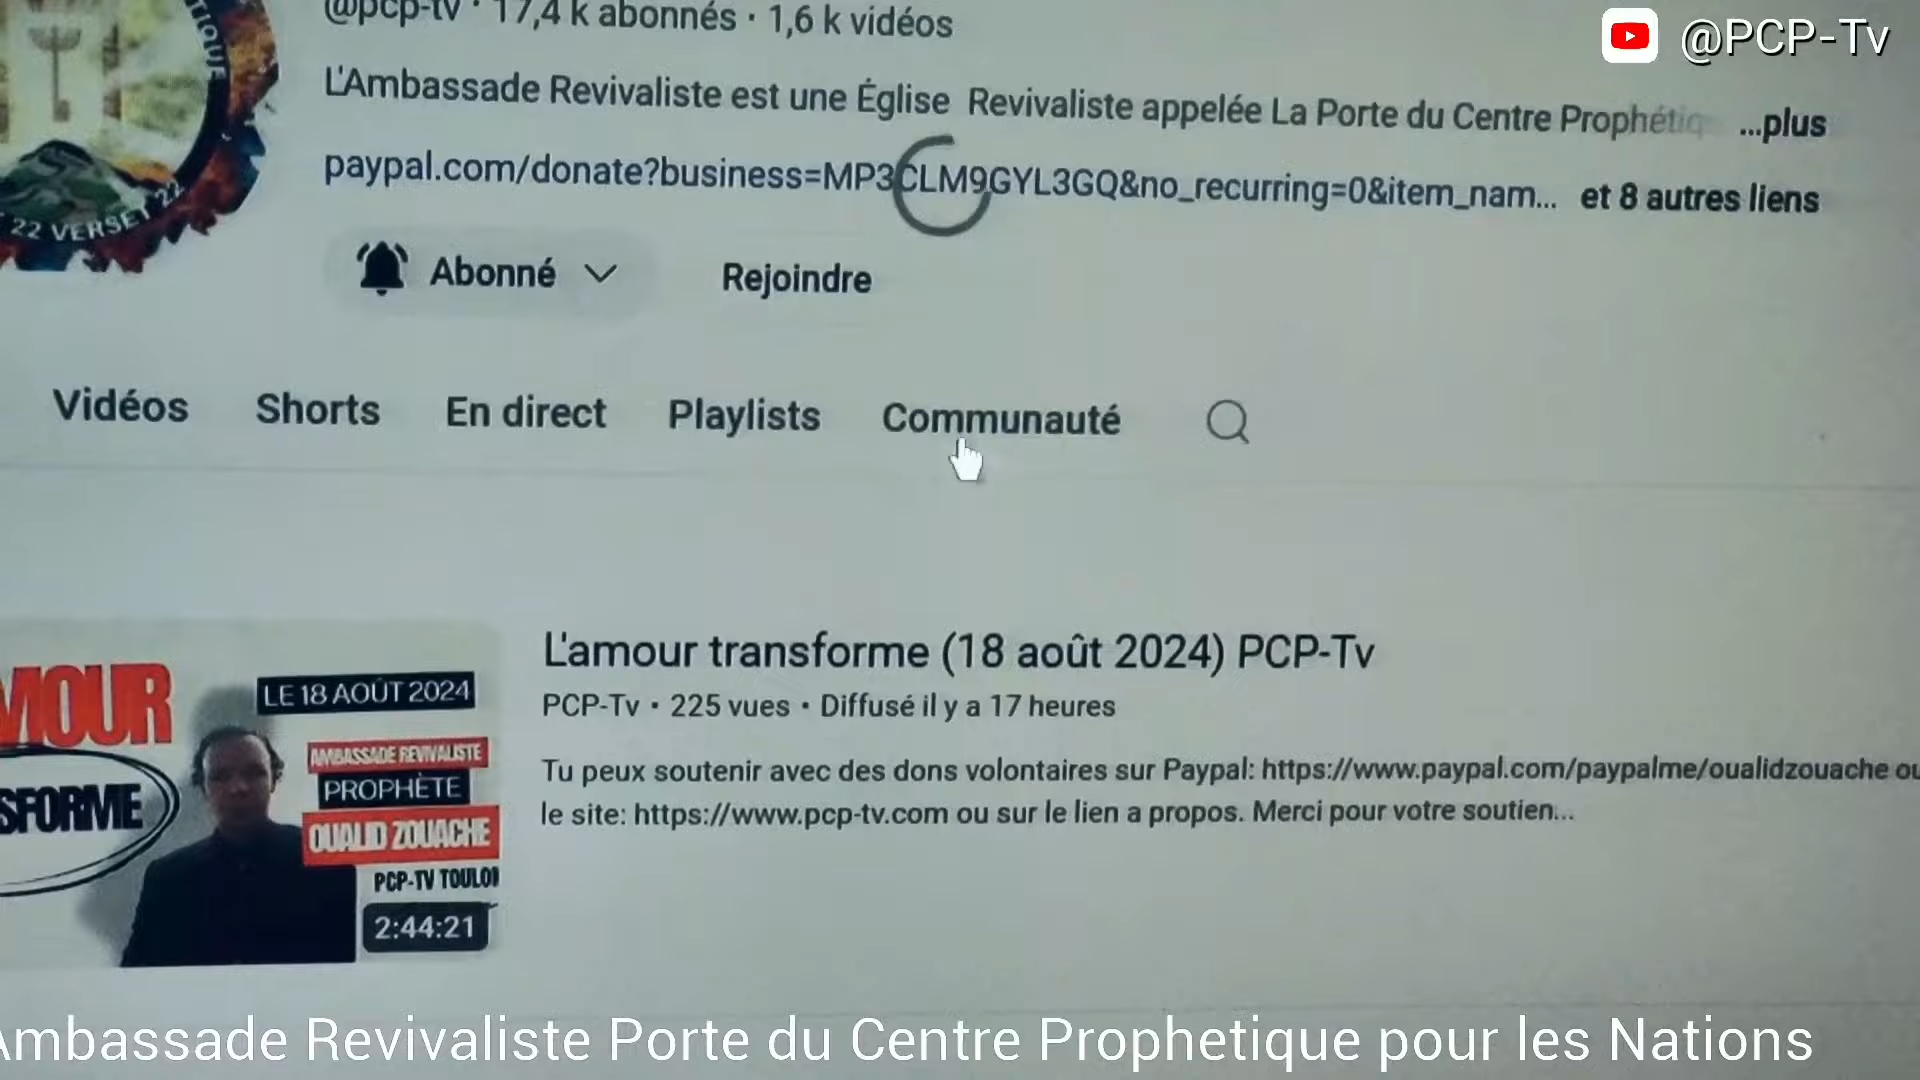 @pcp-tv · 17,4 k abonnés · 1,6 k vidéos
@PCP-Tv
L'Ambassade Revivaliste est une Église Revivaliste appelée La Porte du Centre Prophétiq ...plus
paypal.com/donate?business=MP3CLM9GYL3GQ&no_recurring=0&item_nam... et 8 autres liens
TIQUE
22 VERSET 22
Abonné
Rejoindre
Vidéos Shorts En direct Playlists Communauté
L'amour transforme (18 août 2024) PCP-Tv
PCP-Tv • 225 vues • Diffusé il y a 17 heures
Tu peux soutenir avec des dons volontaires sur Paypal: https://www.paypal.com/paypalme/oualidzouache ou
le site: https://www.pcp-tv.com ou sur le lien a propos. Merci pour votre soutien...
MOUR
SFORME
LE 18 AOÛT 2024
AMBASSADE REVIVALISTE
PROPHÈTE
OUALID ZOUACHE
PCP-TV TOULON
2:44:21
Ambassade Revivaliste Porte du Centre Prophetique pour les Nations